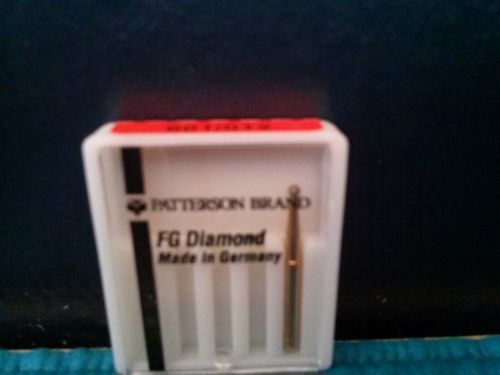 PATTERSON BRAND
FG Diamond
Made In Germany